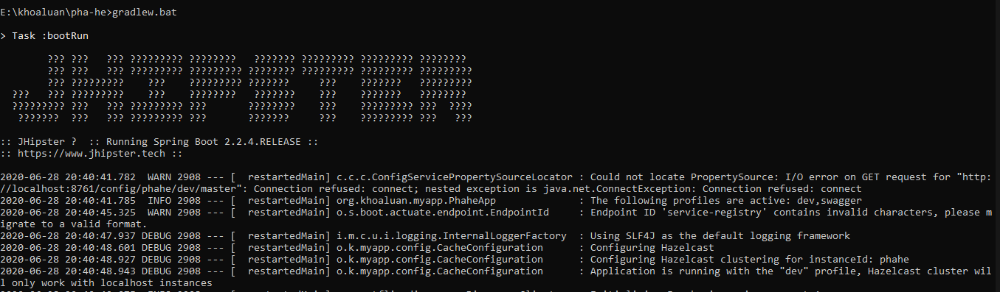 E:\khoaluan\pha-he>gradlew.bat
> Task :bootRun
??? ???   ??? ????????? ????????   ??????? ????????? ????????? ????????
??? ???   ??? ????????? ????????? ???????? ????????? ????????? ?????????
??? ?????????    ???    ????????? ???????     ???    ???????   ?????????
???   ??? ?????????    ???    ????????   ???????    ???    ???????   ????????
????????? ???   ??? ????????? ???       ????????    ???    ????????? ???  ????
???????  ???   ??? ????????? ???       ???????     ???    ????????? ???   ???
:: JHipster ?  :: Running Spring Boot 2.2.4.RELEASE ::
:: https://www.jhipster.tech ::
2020-06-28 20:40:41.782  WARN 2908 --- [  restartedMain] c.c.c.ConfigServicePropertySourceLocator : Could not locate PropertySource: I/O error on GET request for "http:
//localhost:8761/config/phahe/dev/master": Connection refused: connect; nested exception is java.net.ConnectException: Connection refused: connect
2020-06-28 20:40:41.785  INFO 2908 --- [  restartedMain] org.khoaluan.myapp.PhaheApp              : The following profiles are active: dev,swagger
2020-06-28 20:40:45.325  WARN 2908 --- [  restartedMain] o.s.boot.actuate.endpoint.EndpointId     : Endpoint ID 'service-registry' contains invalid characters, please m
igrate to a valid format.
2020-06-28 20:40:47.937 DEBUG 2908 --- [  restartedMain] i.m.c.u.i.logging.InternalLoggerFactory  : Using SLF4J as the default logging framework
2020-06-28 20:40:48.601 DEBUG 2908 --- [  restartedMain] o.k.myapp.config.CacheConfiguration      : Configuring Hazelcast
2020-06-28 20:40:48.927 DEBUG 2908 --- [  restartedMain] o.k.myapp.config.CacheConfiguration      : Configuring Hazelcast clustering for instanceId: phahe
2020-06-28 20:40:48.943 DEBUG 2908 --- [  restartedMain] o.k.myapp.config.CacheConfiguration      : Application is running with the "dev" profile, Hazelcast cluster wil
l only work with localhost instances